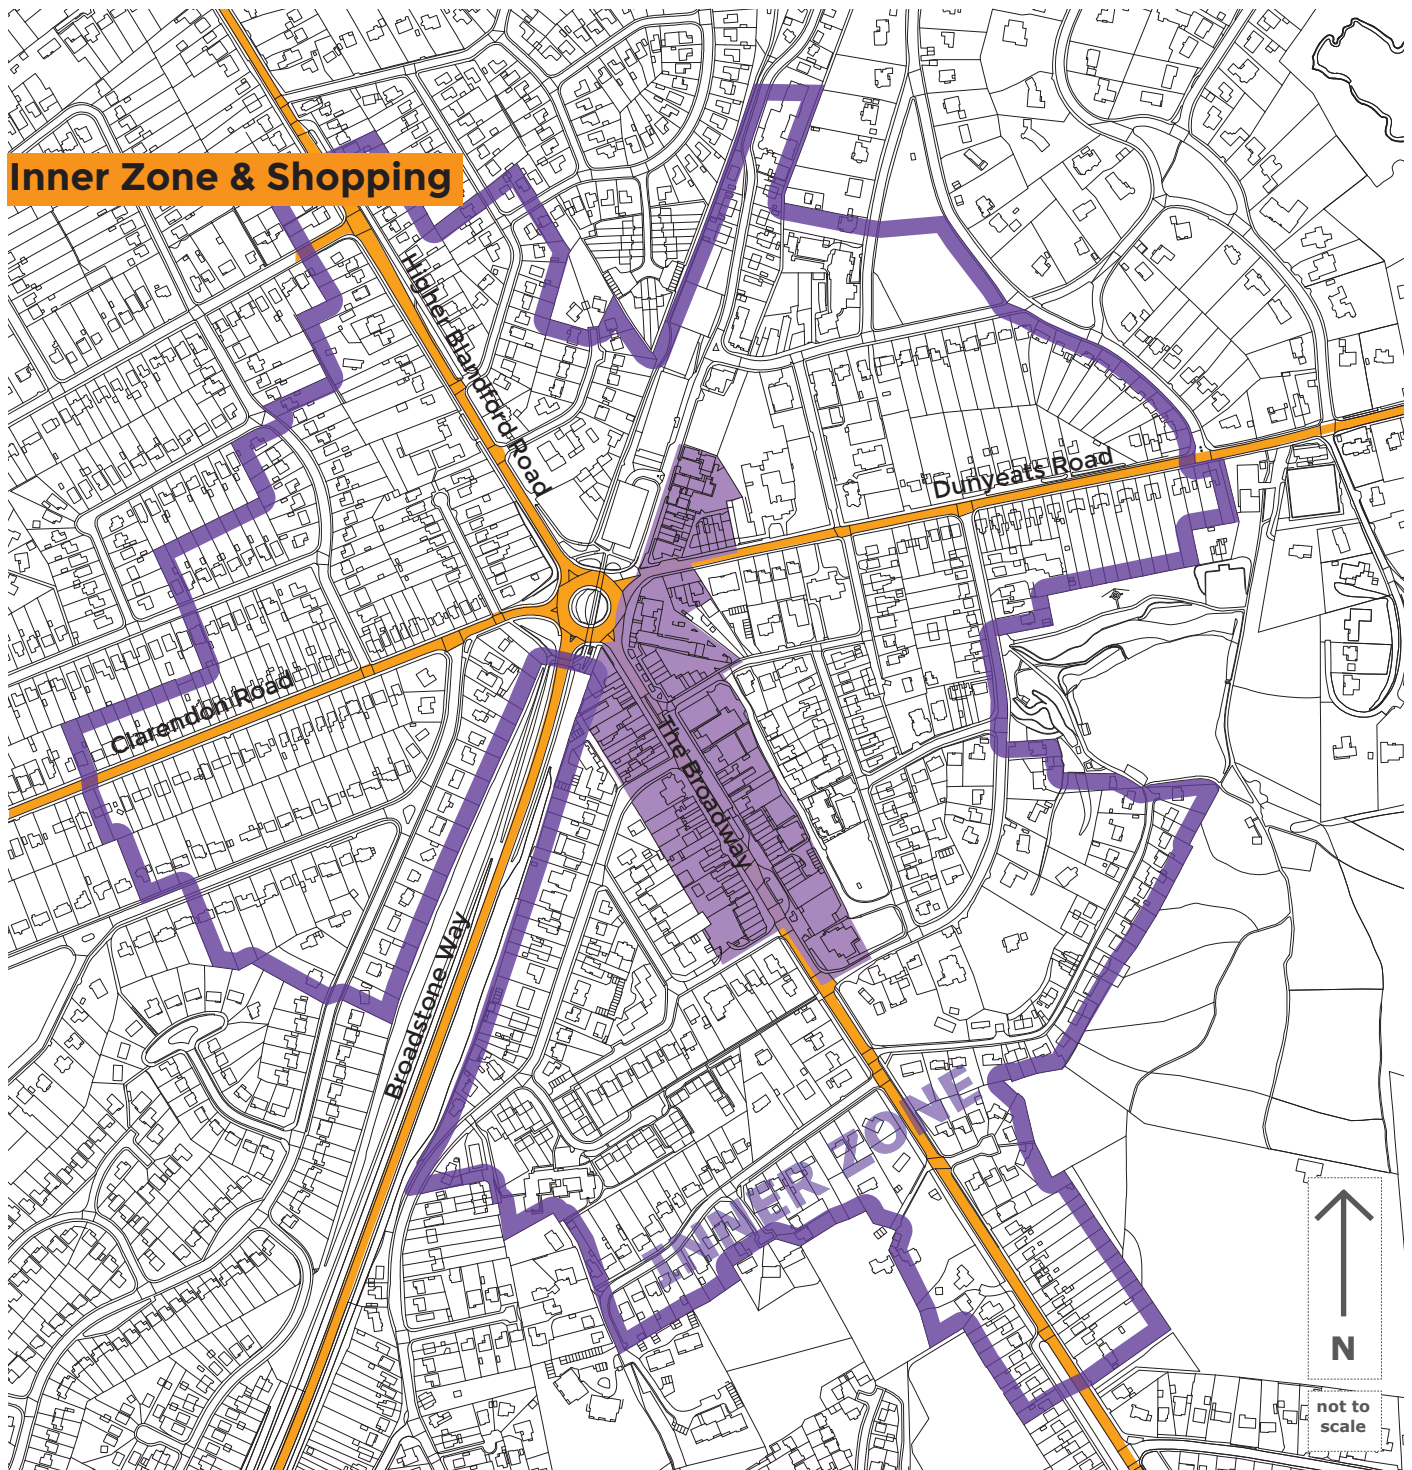 Inner Zone & Shopping
Higher Blandford Road
Dunyeats Road
Clarendon Road
The Broadway
Broadstone Way
INNER ZONE
N
not to
scale